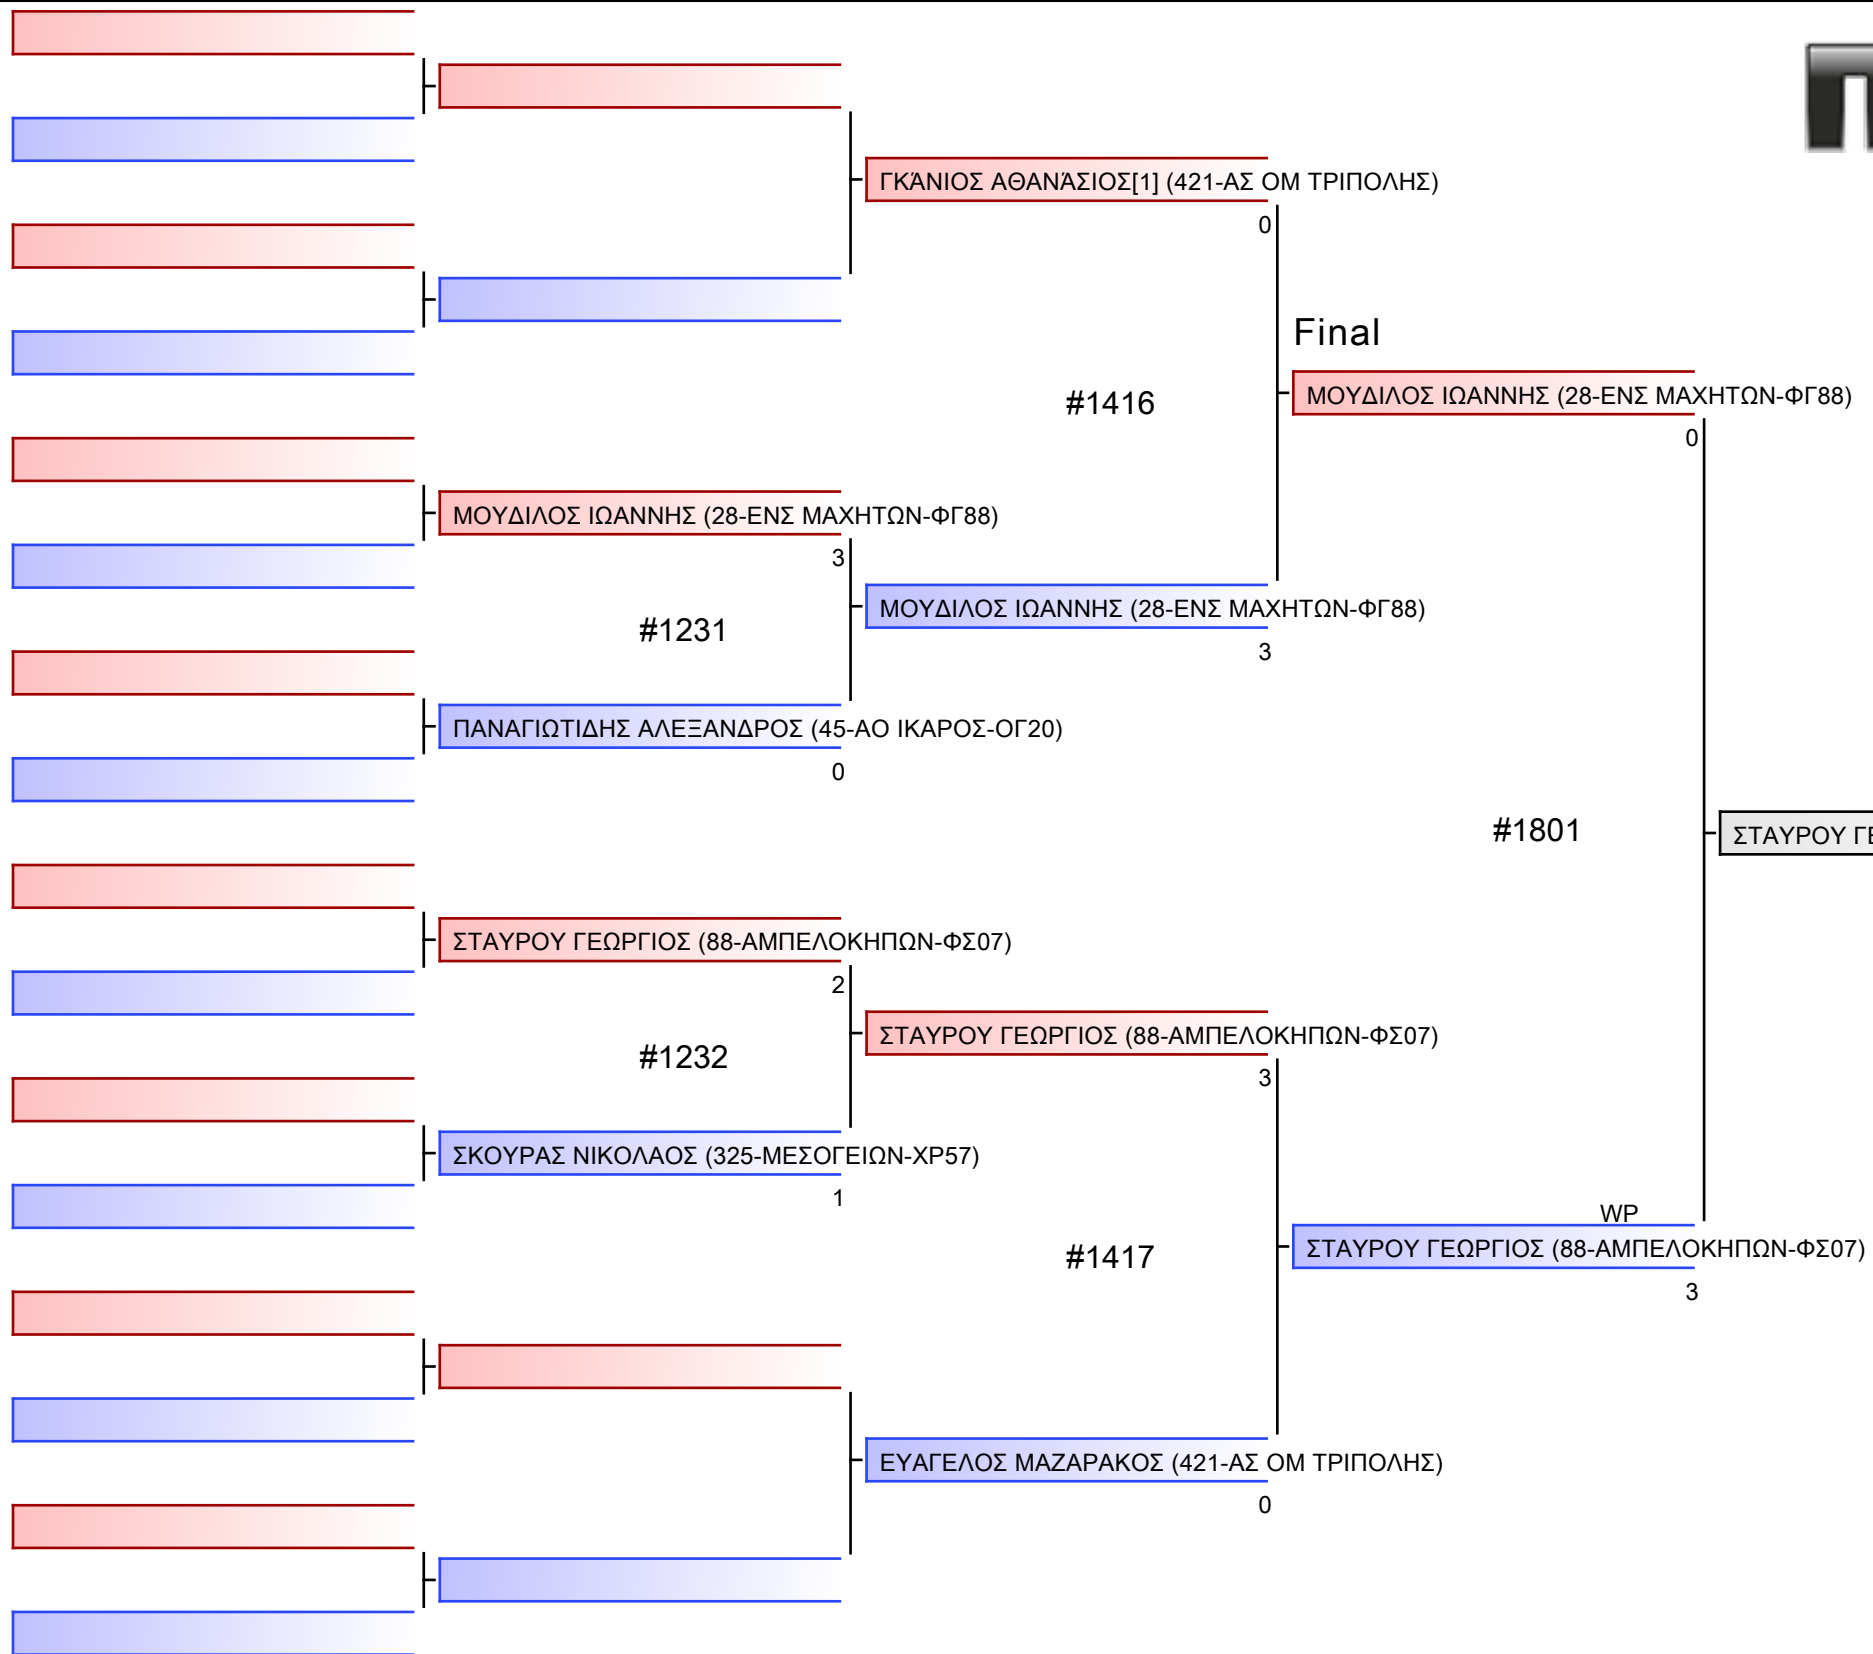 ΓΚΆΝΙΟΣ ΑΘΑΝΆΣΙΟΣ[1] (421-ΑΣ ΟΜ ΤΡΙΠΟΛΗΣ)
0
Final
#1416
ΜΟΥΔΙΛΟΣ ΙΩΑΝΝΗΣ (28-ΕΝΣ ΜΑΧΗΤΩΝ-ΦΓ88)
0
ΜΟΥΔΙΛΟΣ ΙΩΑΝΝΗΣ (28-ΕΝΣ ΜΑΧΗΤΩΝ-ΦΓ88)
3
ΜΟΥΔΙΛΟΣ ΙΩΑΝΝΗΣ (28-ΕΝΣ ΜΑΧΗΤΩΝ-ΦΓ88)
#1231
3
ΠΑΝΑΓΙΩΤΙΔΗΣ ΑΛΕΞΑΝΔΡΟΣ (45-ΑΟ ΙΚΑΡΟΣ-ΟΓ20)
0
#1801
ΣΤΑΥΡΟΥ ΓΕ
ΣΤΑΥΡΟΥ ΓΕΩΡΓΙΟΣ (88-ΑΜΠΕΛΟΚΗΠΩΝ-ΦΣ07)
2
ΣΤΑΥΡΟΥ ΓΕΩΡΓΙΟΣ (88-ΑΜΠΕΛΟΚΗΠΩΝ-ΦΣ07)
#1232
3
ΣΚΟΥΡΑΣ ΝΙΚΟΛΑΟΣ (325-ΜΕΣΟΓΕΙΩΝ-ΧΡ57)
1
WP
#1417
ΣΤΑΥΡΟΥ ΓΕΩΡΓΙΟΣ (88-ΑΜΠΕΛΟΚΗΠΩΝ-ΦΣ07)
3
ΕΥΑΓΕΛΟΣ ΜΑΖΑΡΑΚΟΣ (421-ΑΣ ΟΜ ΤΡΙΠΟΛΗΣ)
0